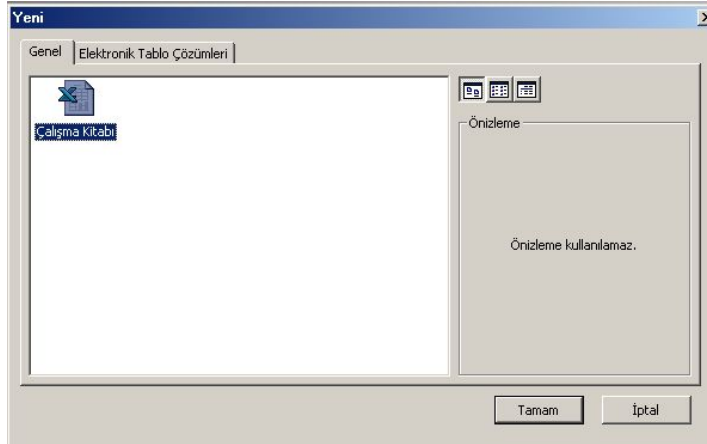 Yeni
Genel
Elektronik Tablo Çözümleri
Çalışma Kitabı
Önizleme
Önizleme kullanılamaz.
Tamam
İptal